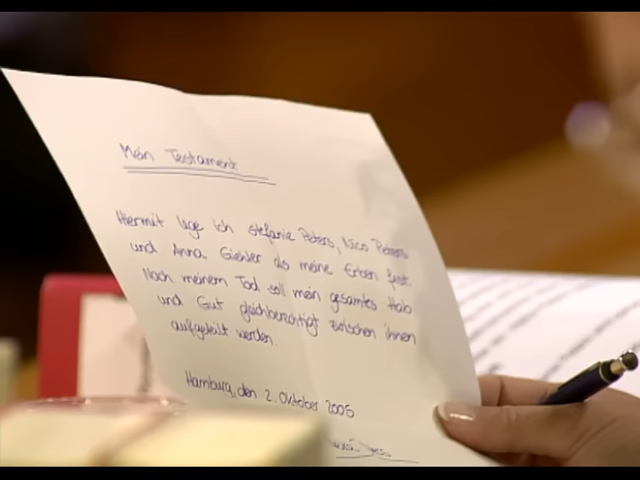 Mein Testament
Hiermit lege ich Stefanie Peters, Nico Peters
und Anna Giehler als meine Erben fest.
Nach meinem Tod soll mein gesamtes Hab
und Gut gleichberechtigt zwischen ihnen
aufgeteilt werden.
Hamburg, den 2. Oktober 2005